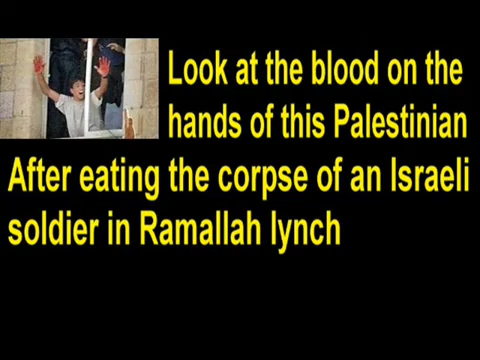 Look at the blood on the
hands of this Palestinian
After eating the corpse of an Israeli
soldier in Ramallah lynch